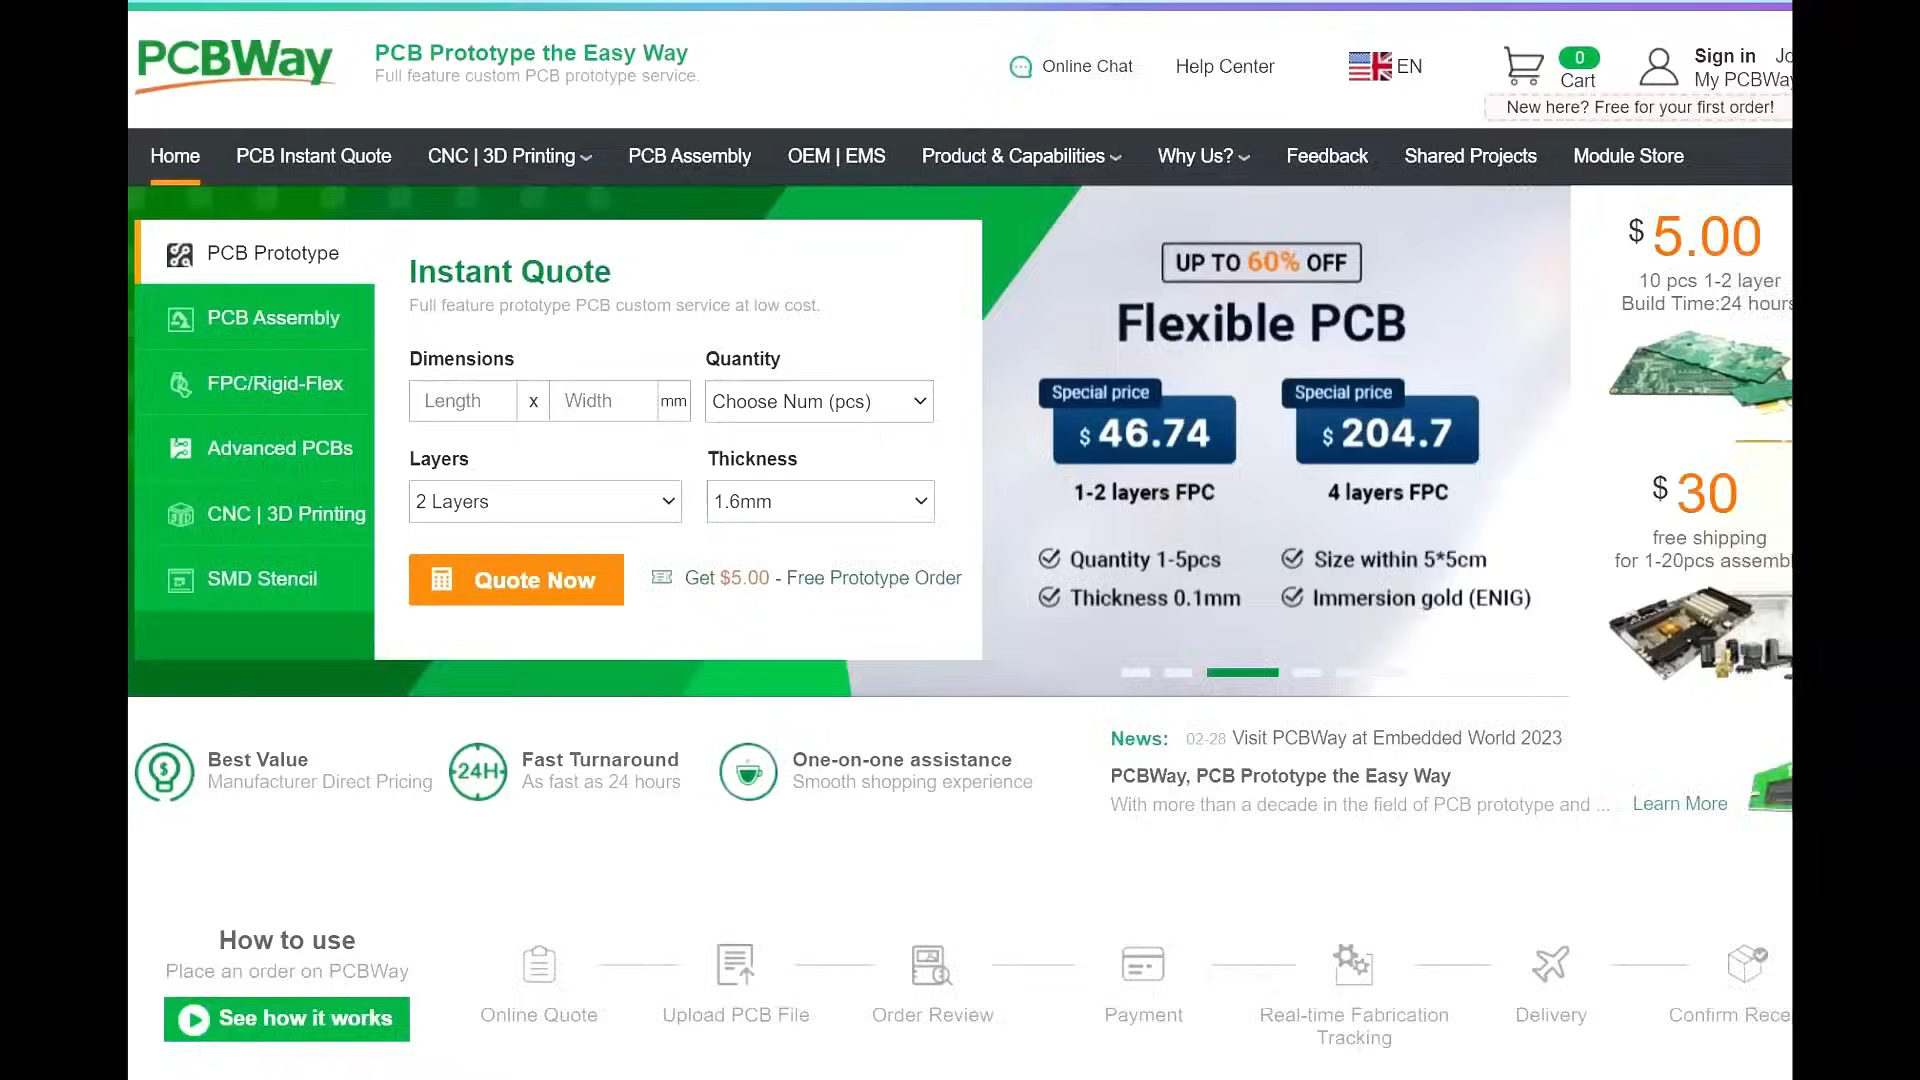 PCBWay
PCB Prototype the Easy Way
Full feature custom PCB prototype service.
Online Chat
Help Center
EN
0
Cart
Sign in
My PCBWay
New here? Free for your first order!
Home
PCB Instant Quote
CNC | 3D Printing
PCB Assembly
OEM | EMS
Product & Capabilities
Why Us?
Feedback
Shared Projects
Module Store
PCB Prototype
PCB Assembly
FPC/Rigid-Flex
Advanced PCBs
CNC | 3D Printing
SMD Stencil
Instant Quote
Full feature prototype PCB custom service at low cost.
Dimensions
Quantity
Length x Width mm
Choose Num (pcs)
Layers
Thickness
2 Layers
1.6mm
Quote Now
Get $5.00 - Free Prototype Order
UP TO 60% OFF
Flexible PCB
Special price
$ 46.74
1-2 layers FPC
Special price
$ 204.7
4 layers FPC
Quantity 1-5pcs
Size within 5*5cm
Thickness 0.1mm
Immersion gold (ENIG)
$ 5.00
10 pcs 1-2 layer
Build Time:24 hours
$ 30
free shipping
for 1-20pcs assemb
Best Value
Manufacturer Direct Pricing
24H
Fast Turnaround
As fast as 24 hours
One-on-one assistance
Smooth shopping experience
News: 02-28 Visit PCBWay at Embedded World 2023
PCBWay, PCB Prototype the Easy Way
With more than a decade in the field of PCB prototype and ... Learn More
How to use
Place an order on PCBWay
See how it works
Online Quote
Upload PCB File
Order Review
Payment
Real-time Fabrication
Tracking
Delivery
Confirm Rece